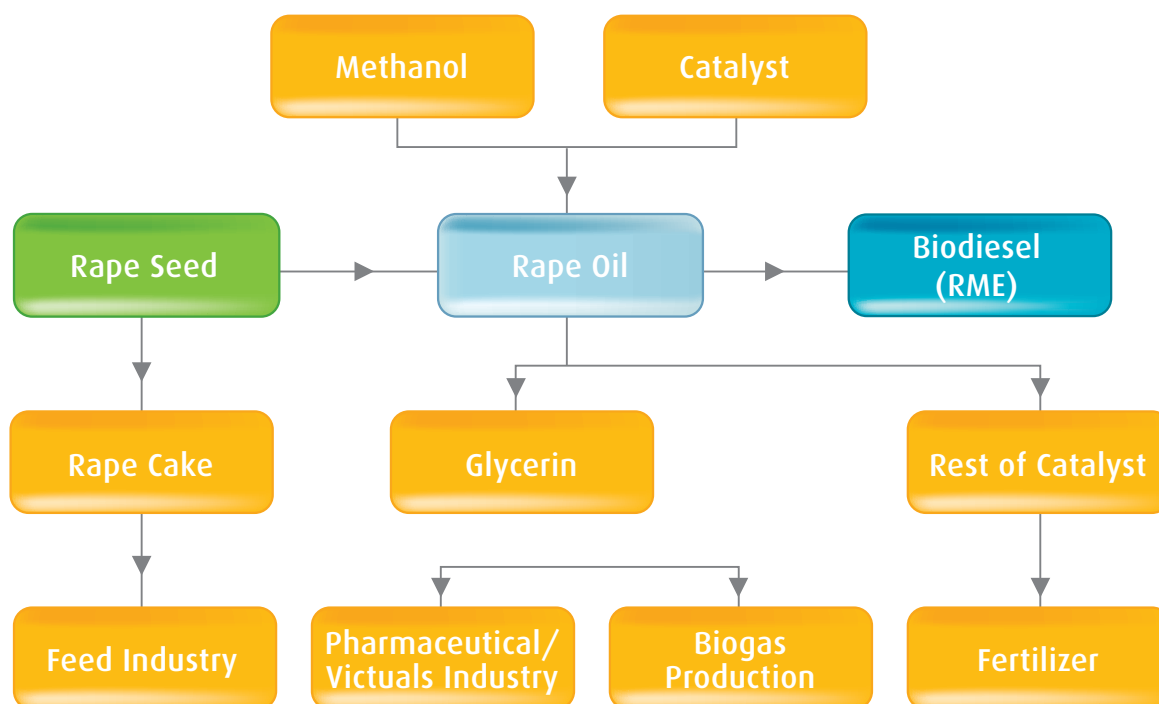 Methanol
Catalyst
Rape Seed
Rape Oil
Biodiesel
(RME)
Rape Cake
Glycerin
Rest of Catalyst
Feed Industry
Pharmaceutical/
Victuals Industry
Biogas
Production
Fertilizer